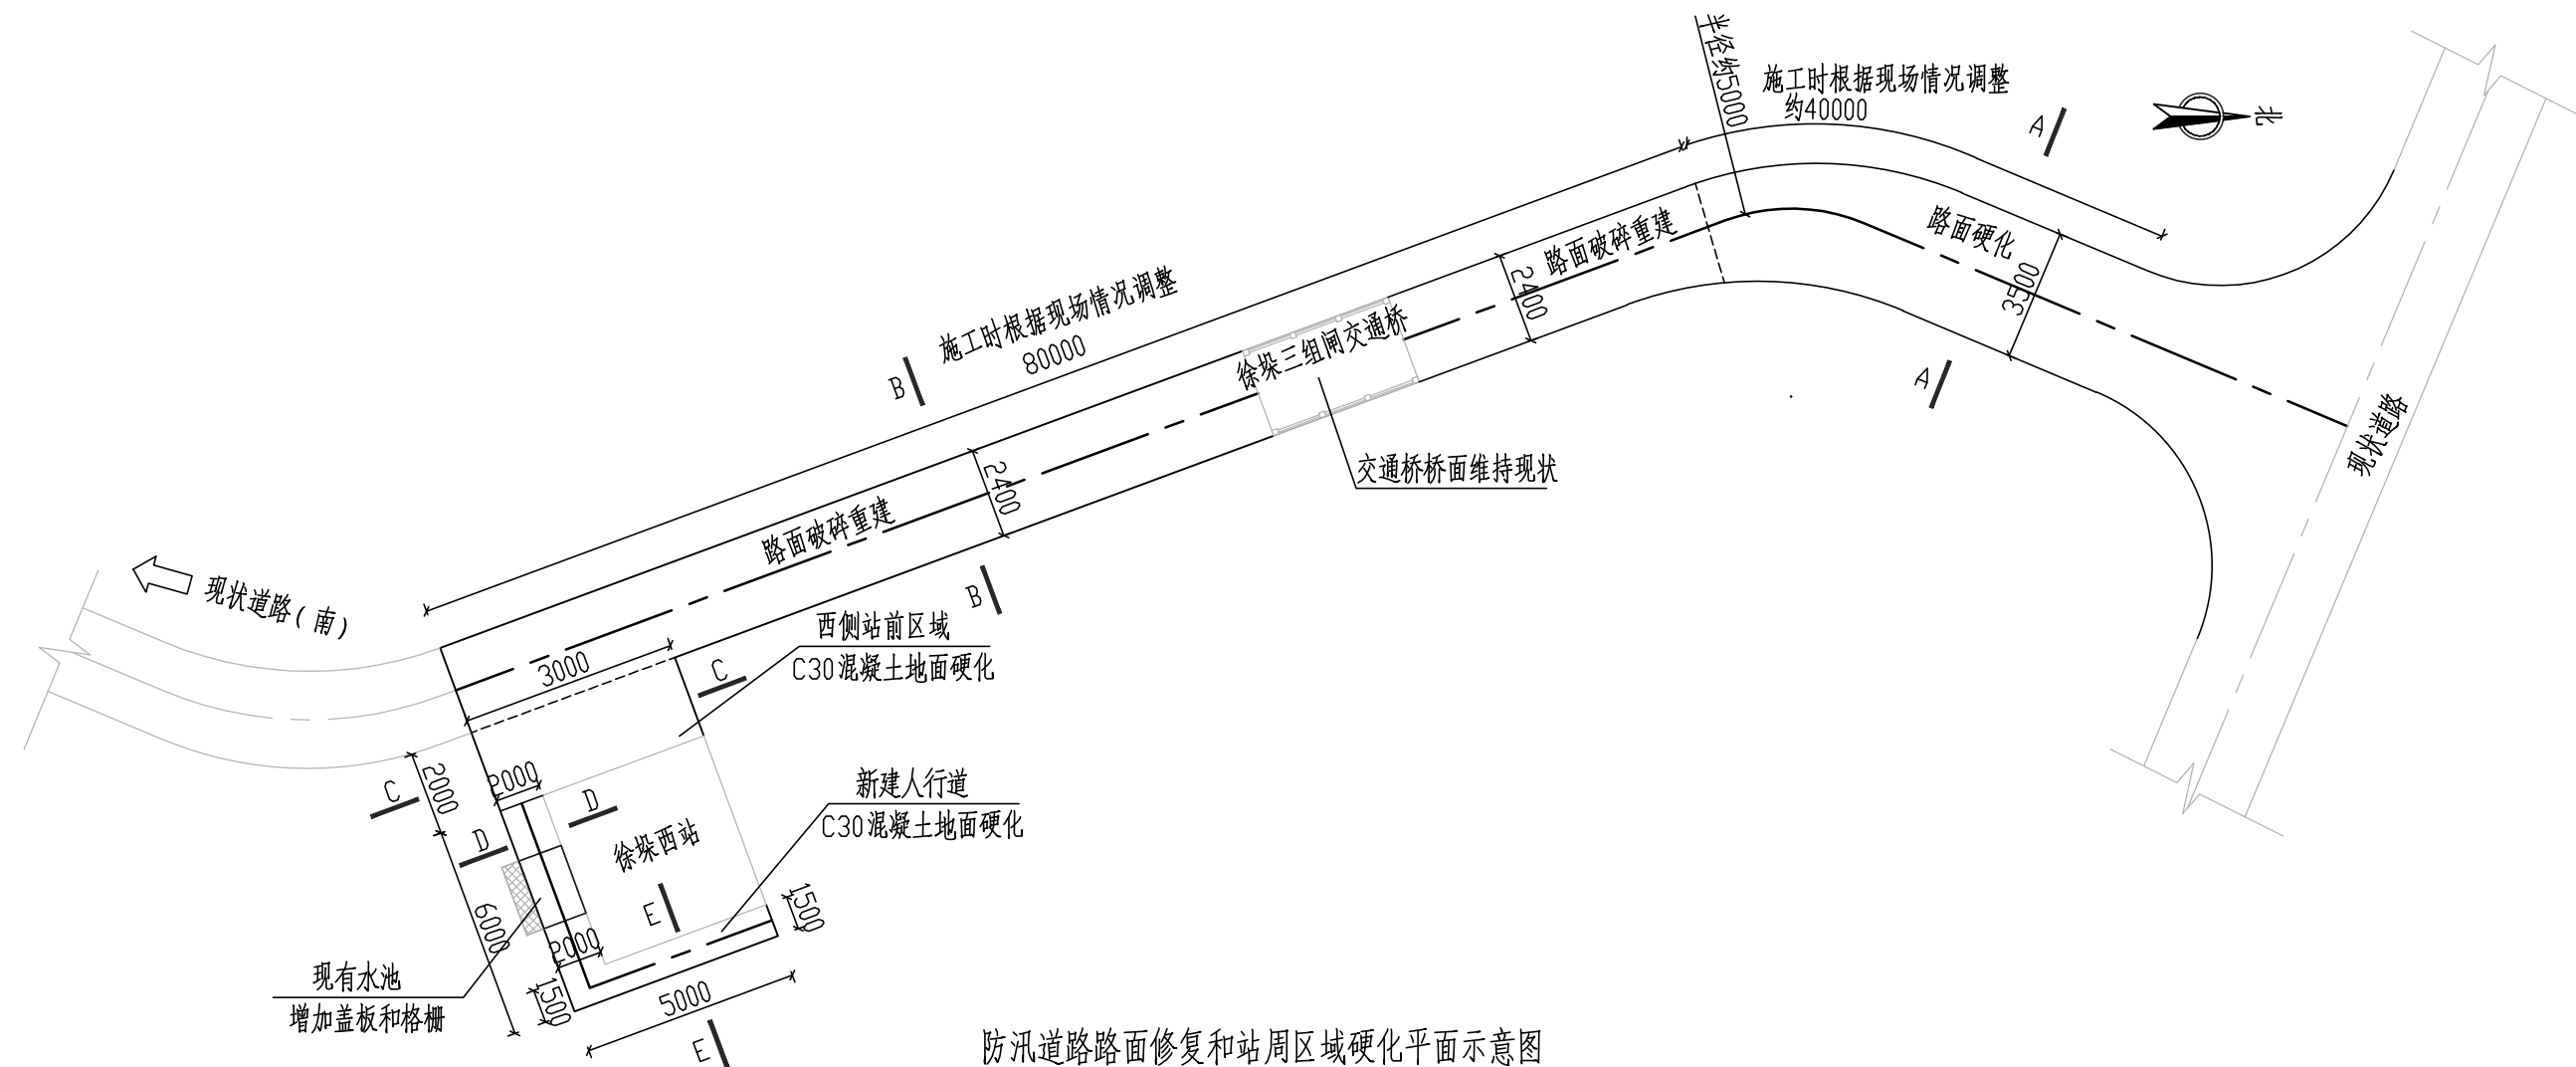 半径约5000
施工时根据现场情况调整
约40000
A
北
路面硬化
3500
A
现状道路
路面破碎重建
2400
施工时根据现场情况调整
80000
B
徐垛三组闸交通桥
交通桥桥面维持现状
2400
路面破碎重建
B
现状道路(南)
3000
西侧站前区域
C30混凝土地面硬化
C
C
2000
2000
D
D
新建人行道
C30混凝土地面硬化
徐垛西站
E
1500
6000
2000
现有水池
增加盖板和格栅
1500
5000
E
防汛道路路面修复和站周区域硬化平面示意图